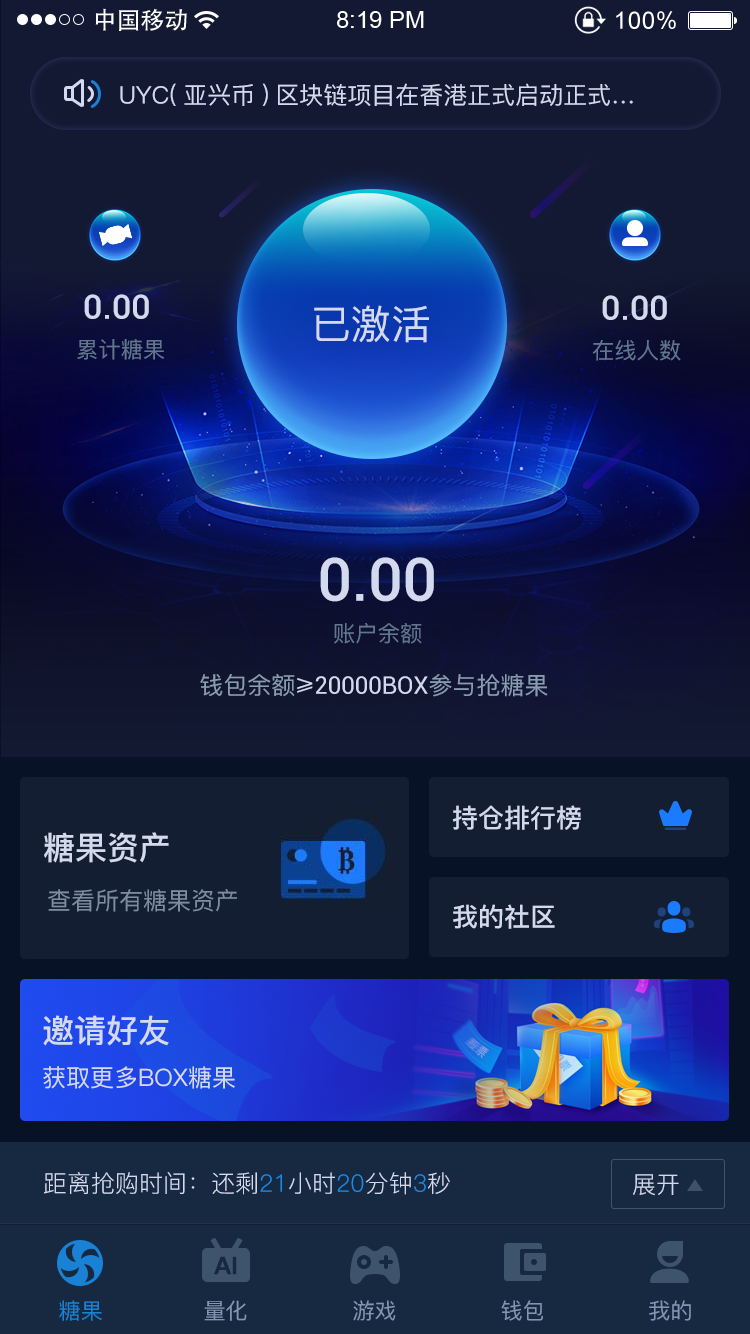 中国移动 8:19 PM 100%
UYC( 亚兴币 ) 区块链项目在香港正式启动正式...
已激活
0.00
累计糖果
0.00
在线人数
0.00
账户余额
钱包余额≥20000BOX参与抢糖果
糖果资产
查看所有糖果资产
持仓排行榜
我的社区
邀请好友
获取更多BOX糖果
距离抢购时间：还剩21小时20分钟3秒
展开
AI
糖果 量化 游戏 钱包 我的